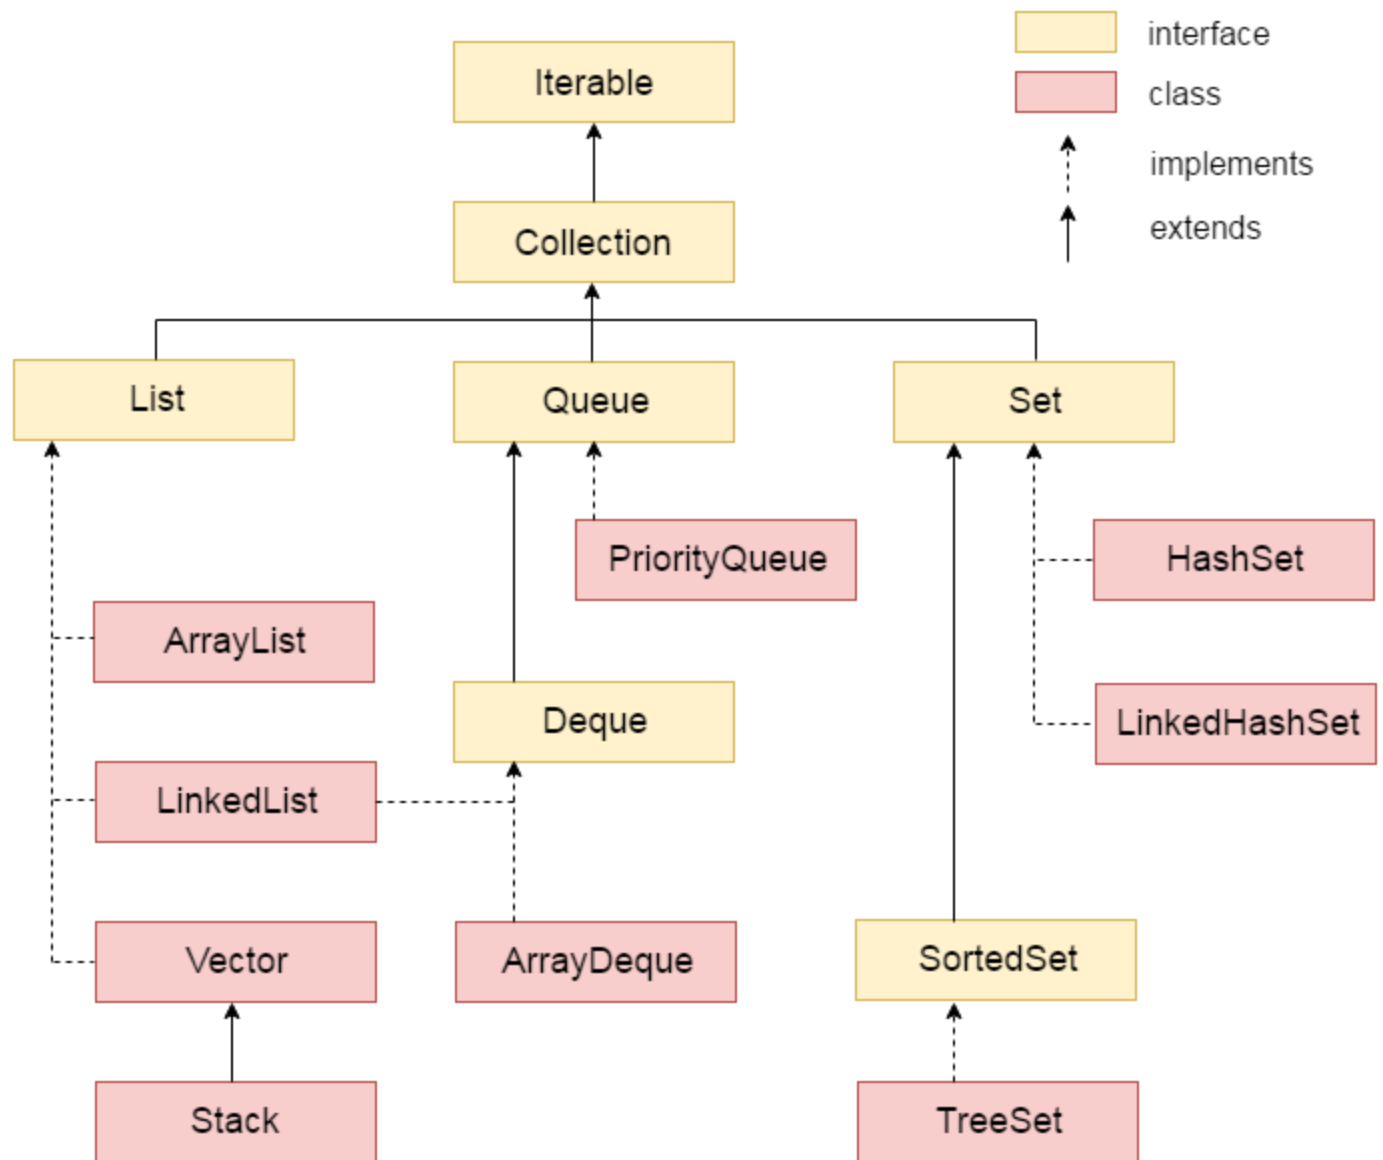 interface
Iterable
class
implements
extends
Collection
List
Queue
Set
PriorityQueue
HashSet
ArrayList
Deque
LinkedHashSet
LinkedList
Vector
ArrayDeque
SortedSet
Stack
TreeSet